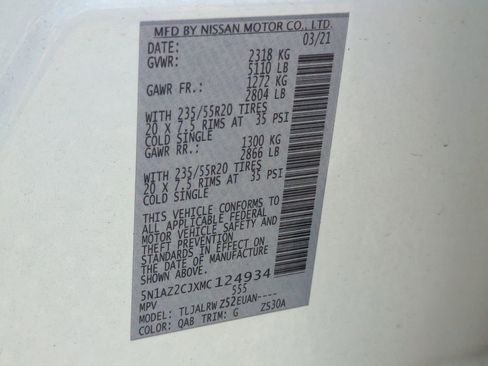 MFD BY NISSAN MOTOR CO., LTD.
DATE: 03/21
GVWR: 2318 KG
5110 LB
GAWR FR.: 1272 KG
2804 LB
WITH 235/55R20 TIRES
20 X 7.5 RIMS AT 35 PSI
COLD SINGLE
GAWR RR.: 1300 KG
2866 LB
WITH 235/55R20 TIRES
20 X 7.5 RIMS AT 35 PSI
COLD SINGLE
THIS VEHICLE CONFORMS TO
ALL APPLICABLE FEDERAL
MOTOR VEHICLE SAFETY AND
THEFT PREVENTION
STANDARDS IN EFFECT ON
THE DATE OF MANUFACTURE
SHOWN ABOVE.
5N1AZ2CJXMC124934
MPV 555
MODEL: TLJALRW Z52EUAN----
COLOR: QAB TRIM: G Z530A